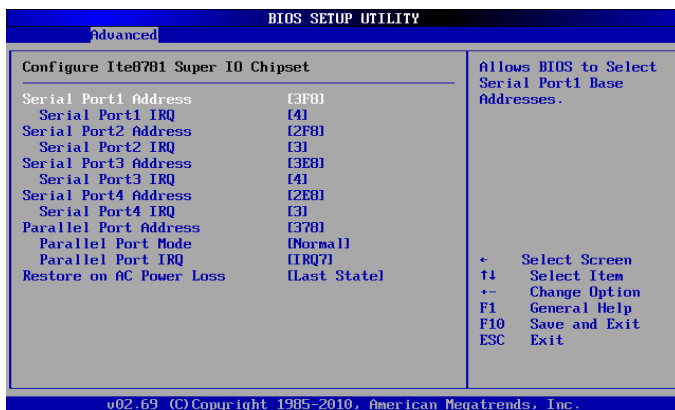 BIOS SETUP UTILITY
Advanced
Configure Ite8781 Super IO Chipset
Serial Port1 Address [3F8]
Serial Port1 IRQ [4]
Serial Port2 Address [2F8]
Serial Port2 IRQ [3]
Serial Port3 Address [3E8]
Serial Port3 IRQ [4]
Serial Port4 Address [2E8]
Serial Port4 IRQ [3]
Parallel Port Address [378]
Parallel Port Mode [Normal]
Parallel Port IRQ [IRQ7]
Restore on AC Power Loss [Last State]
Allows BIOS to Select
Serial Port1 Base
Addresses.
← Select Screen
↑↓ Select Item
+- Change Option
F1 General Help
F10 Save and Exit
ESC Exit
v02.69 (C)Copyright 1985-2010, American Megatrends, Inc.